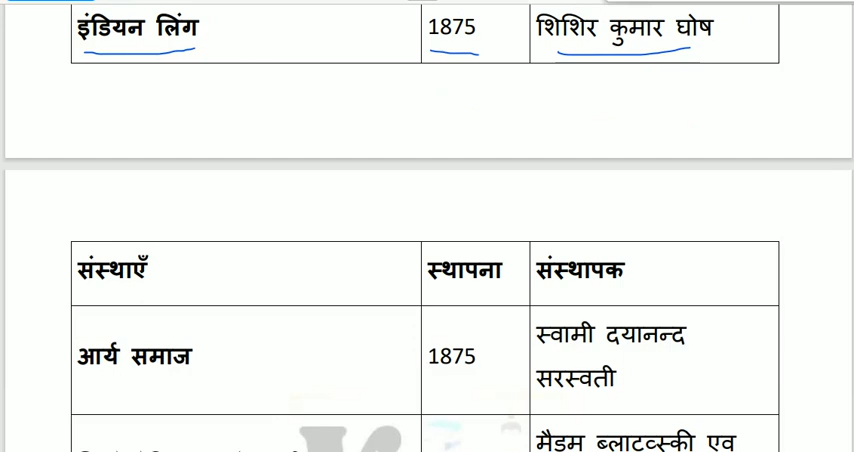 इंडियन लिंग 1875 शिशिर कुमार घोष
संस्थाएँ स्थापना संस्थापक
आर्य समाज 1875 स्वामी दयानन्द
सरस्वती
मैडम ब्लाटव्स्की एव